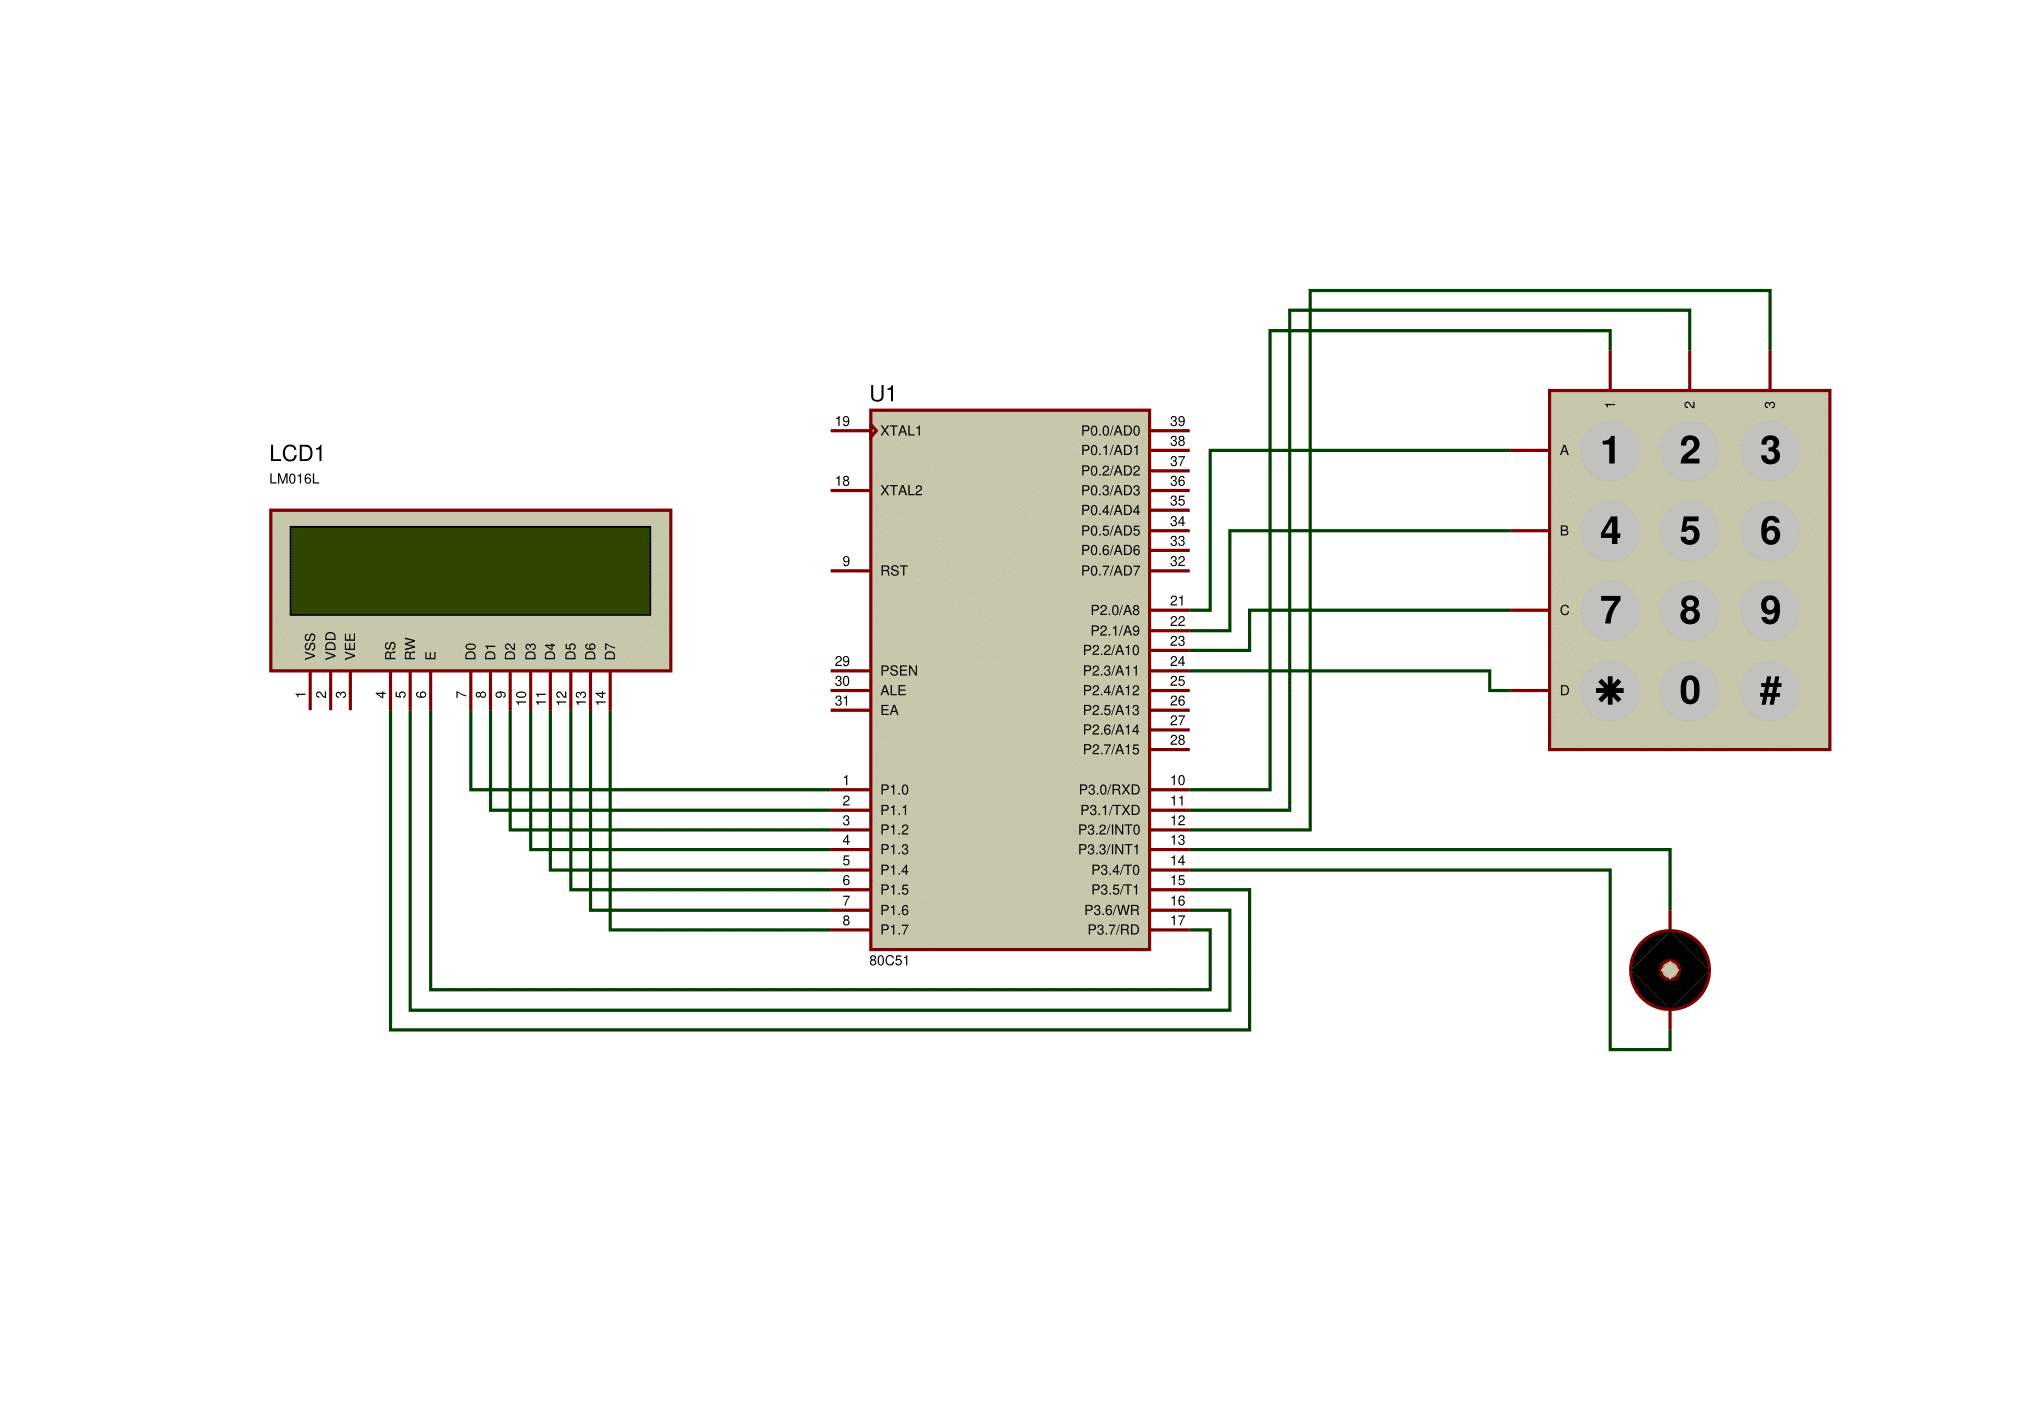 LCD1
LM016L
VSS VDD VEE RS RW E D0 D1 D2 D3 D4 D5 D6 D7
1 2 3 4 5 6 7 8 9 10 11 12 13 14
U1
19 XTAL1 P0.0/AD0 39
P0.1/AD1 38
P0.2/AD2 37
18 XTAL2 P0.3/AD3 36
P0.4/AD4 35
P0.5/AD5 34
P0.6/AD6 33
9 RST P0.7/AD7 32
P2.0/A8 21
P2.1/A9 22
P2.2/A10 23
29 PSEN P2.3/A11 24
30 ALE P2.4/A12 25
31 EA P2.5/A13 26
P2.6/A14 27
P2.7/A15 28
1 P1.0 P3.0/RXD 10
2 P1.1 P3.1/TXD 11
3 P1.2 P3.2/INT0 12
4 P1.3 P3.3/INT1 13
5 P1.4 P3.4/T0 14
6 P1.5 P3.5/T1 15
7 P1.6 P3.6/WR 16
8 P1.7 P3.7/RD 17
80C51
1 2 3
A 1 2 3
B 4 5 6
C 7 8 9
D * 0 #